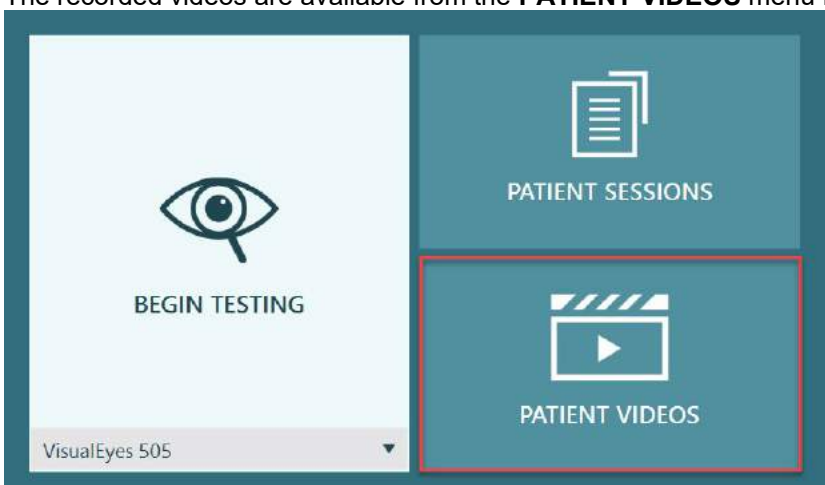 The recorded videos are available from the PATIENT VIDEOS menu
PATIENT SESSIONS
BEGIN TESTING
PATIENT VIDEOS
VisualEyes 505